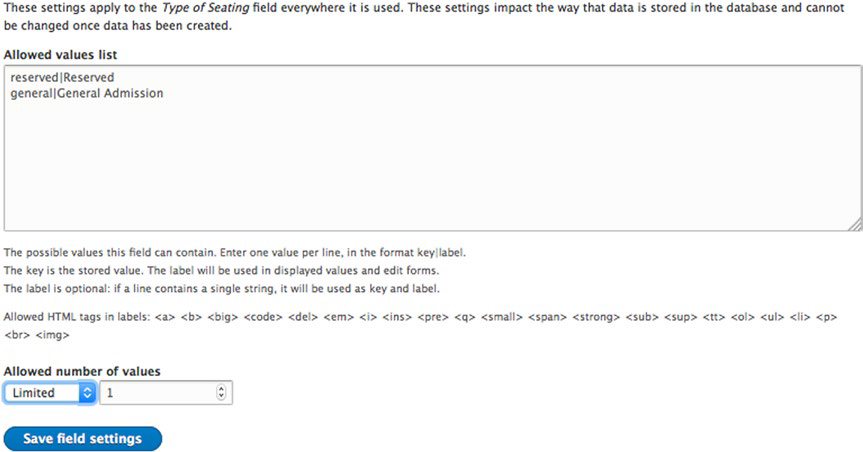 These settings apply to the Type of Seating field everywhere it is used. These settings impact the way that data is stored in the database and cannot
be changed once data has been created.
Allowed values list
reserved|Reserved
general|General Admission
The possible values this field can contain. Enter one value per line, in the format key|label.
The key is the stored value. The label will be used in displayed values and edit forms.
The label is optional: if a line contains a single string, it will be used as key and label.
Allowed HTML tags in labels: <a> <b> <big> <code> <del> <em> <i> <ins> <pre> <q> <small> <span> <strong> <sub> <sup> <tt> <ol> <ul> <li> <p>
<br> <img>
Allowed number of values
Limited 1
Save field settings